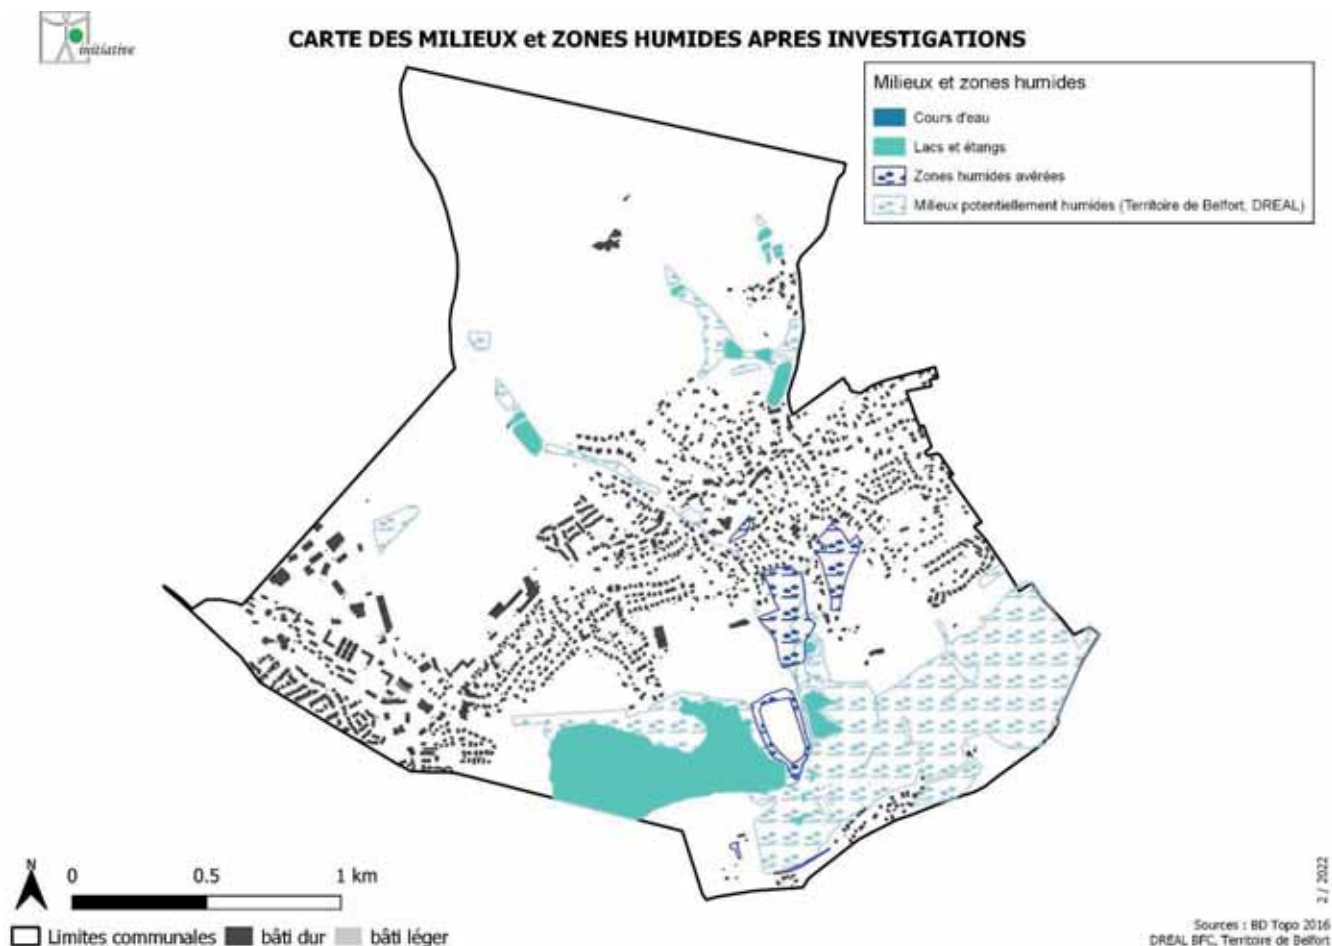 initiative
CARTE DES MILIEUX et ZONES HUMIDES APRES INVESTIGATIONS
Milieux et zones humides
Cours d'eau
Lacs et étangs
Zones humides avérées
Milieux potentiellement humides (Territoire de Belfort, DREAL)
N
0 0.5 1 km
Limites communales bâti dur bâti léger
2 / 2022
Sources : BD Topo 2016
DREAL BFC, Territoire de Belfort